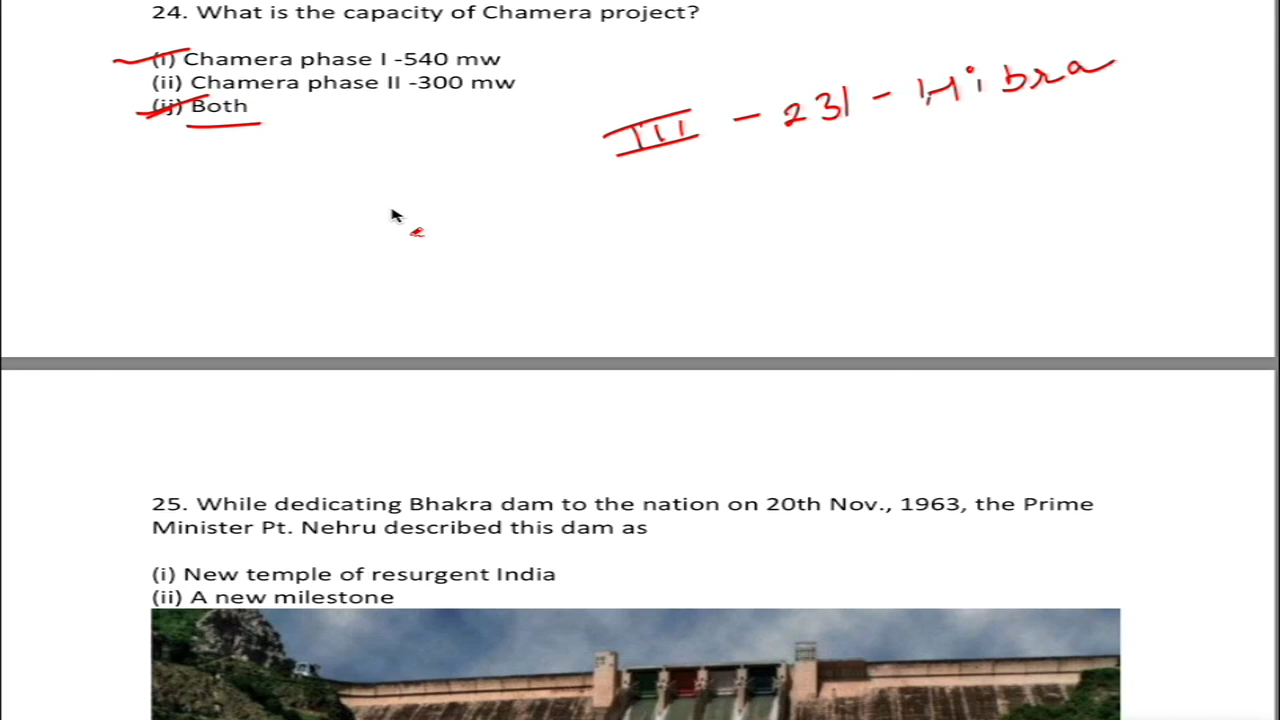 24. What is the capacity of Chamera project?
(i) Chamera phase I -540 mw
(ii) Chamera phase II -300 mw
(ii) Both
III - 231 - Hibra
25. While dedicating Bhakra dam to the nation on 20th Nov., 1963, the Prime
Minister Pt. Nehru described this dam as
(i) New temple of resurgent India
(ii) A new milestone